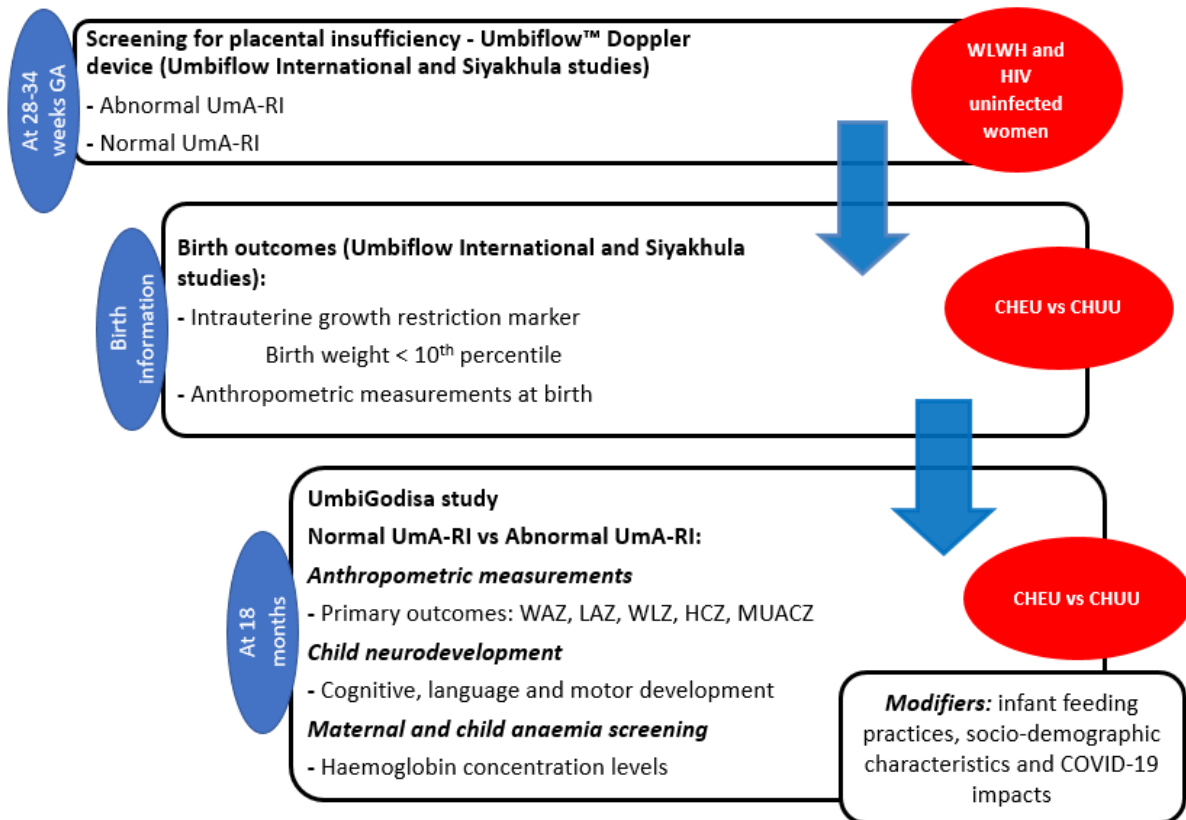 At 28-34
weeks GA
Screening for placental insufficiency - Umbiflow™ Doppler
device (Umbiflow International and Siyakhula studies)
- Abnormal UmA-RI
- Normal UmA-RI
WLWH and
HIV
uninfected
women
Birth
information
Birth outcomes (Umbiflow International and Siyakhula
studies):
- Intrauterine growth restriction marker
Birth weight < 10th percentile
- Anthropometric measurements at birth
CHEU vs CHUU
At 18
months
UmbiGodisa study
Normal UmA-RI vs Abnormal UmA-RI:
Anthropometric measurements
- Primary outcomes: WAZ, LAZ, WLZ, HCZ, MUACZ
Child neurodevelopment
- Cognitive, language and motor development
Maternal and child anaemia screening
- Haemoglobin concentration levels
CHEU vs CHUU
Modifiers: infant feeding
practices, socio-demographic
characteristics and COVID-19
impacts